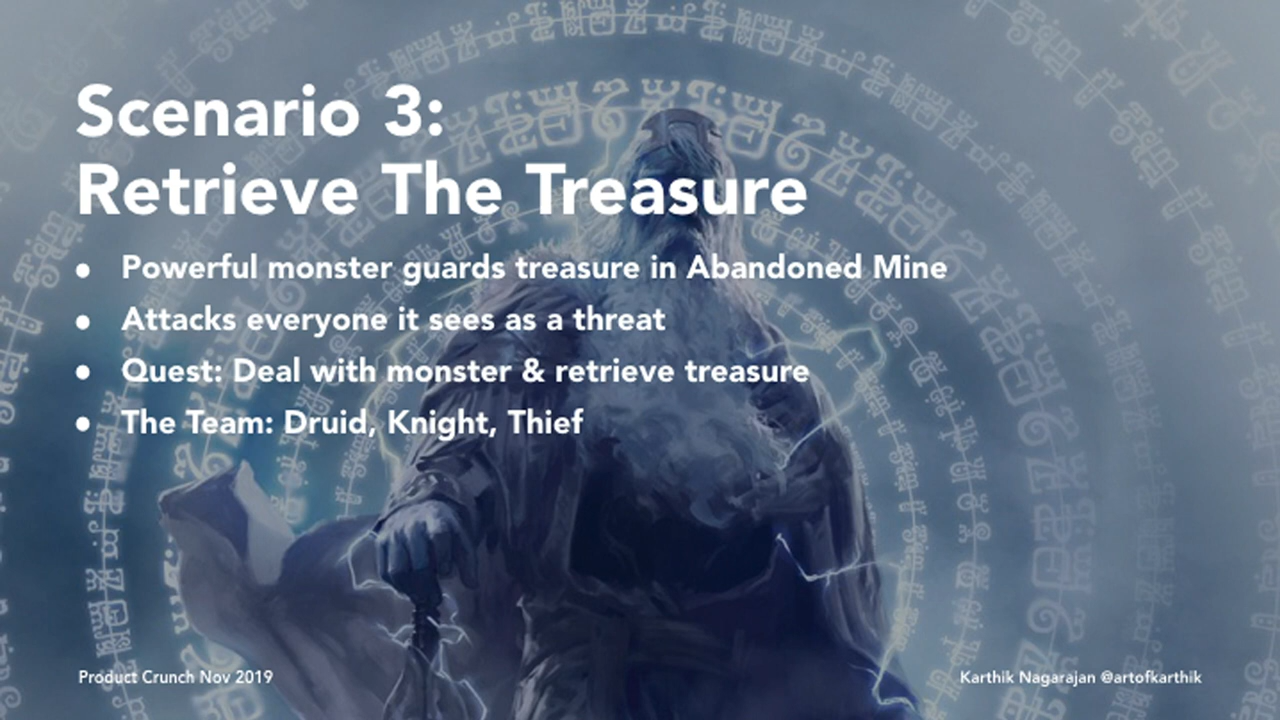 Scenario 3:
Retrieve The Treasure
● Powerful monster guards treasure in Abandoned Mine
● Attacks everyone it sees as a threat
● Quest: Deal with monster & retrieve treasure
● The Team: Druid, Knight, Thief
Product Crunch Nov 2019
Karthik Nagarajan @artofkarthik